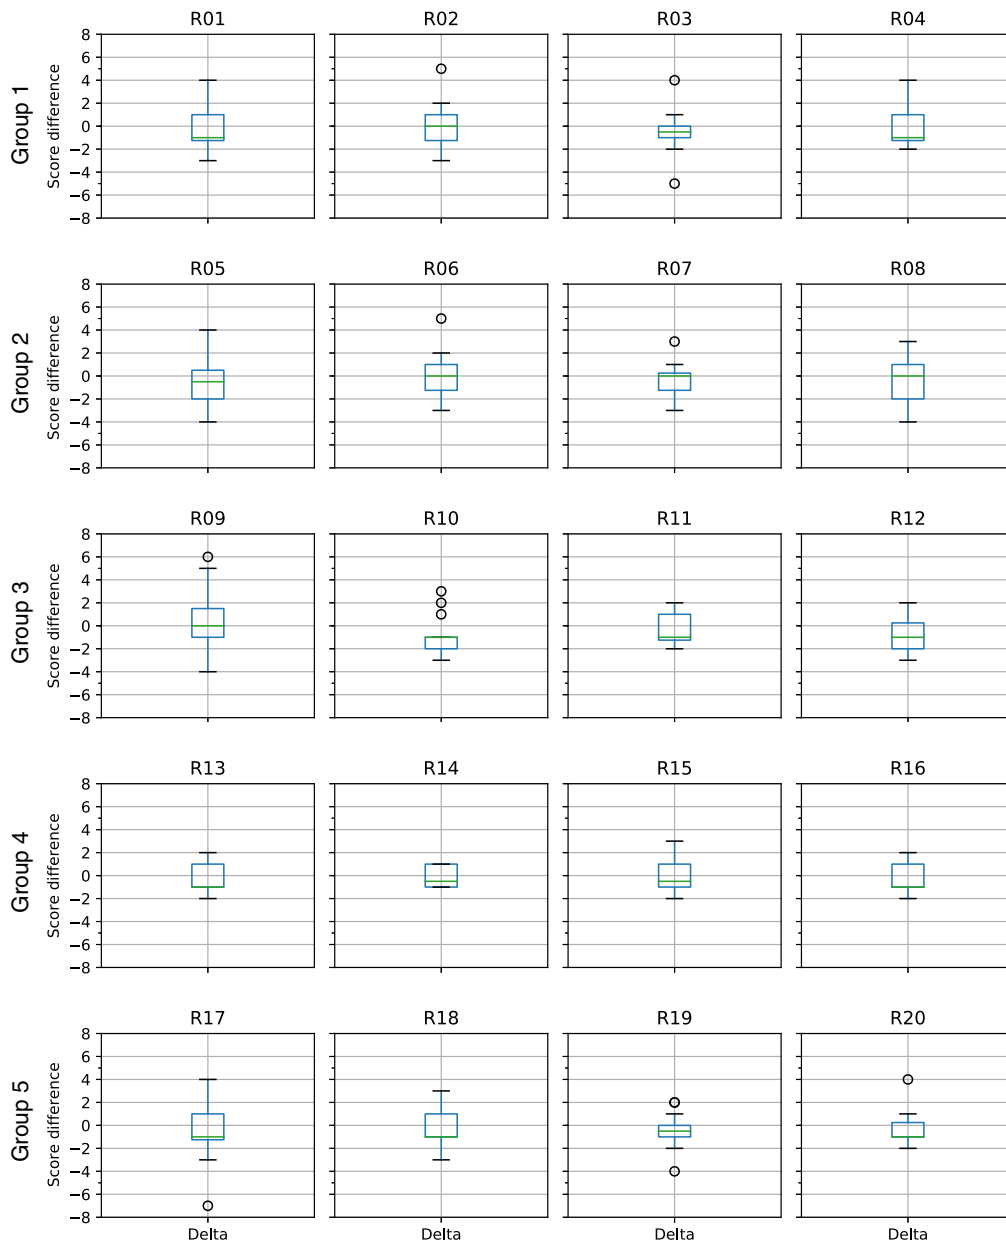 R01 R02 R03 R04
Group 1
Score difference
8
6
4
2
0
−2
−4
−6
−8
R05 R06 R07 R08
Group 2
Score difference
8
6
4
2
0
−2
−4
−6
−8
R09 R10 R11 R12
Group 3
Score difference
8
6
4
2
0
−2
−4
−6
−8
R13 R14 R15 R16
Group 4
Score difference
8
6
4
2
0
−2
−4
−6
−8
R17 R18 R19 R20
Group 5
Score difference
8
6
4
2
0
−2
−4
−6
−8
Delta Delta Delta Delta